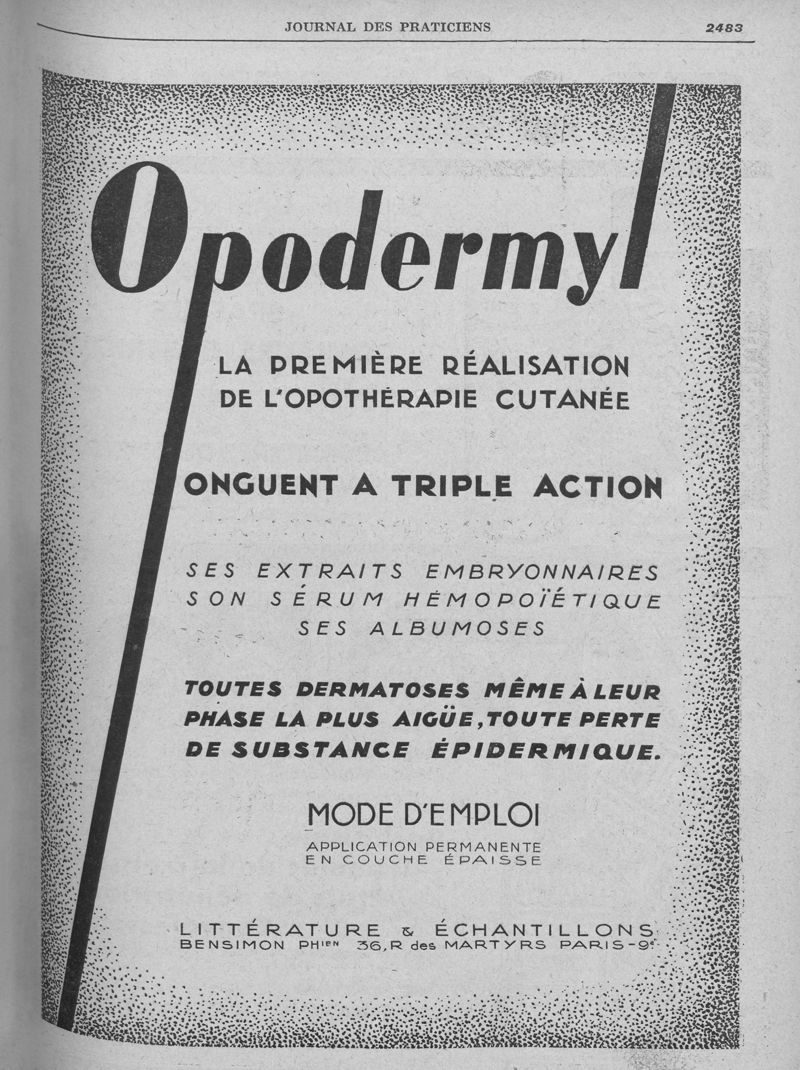 JOURNAL DES PRATICIENS 2483
Opodermyl
LA PREMIÈRE RÉALISATION
DE L'OPOTHÉRAPIE CUTANÉE
ONGUENT A TRIPLE ACTION
SES EXTRAITS EMBRYONNAIRES
SON SÉRUM HÉMOPOÏÉTIQUE
SES ALBUMOSES
TOUTES DERMATOSES MÊME À LEUR
PHASE LA PLUS AIGÜE, TOUTE PERTE
DE SUBSTANCE ÉPIDERMIQUE.
MODE D'EMPLOI
APPLICATION PERMANENTE
EN COUCHE ÉPAISSE
LITTÉRATURE & ÉCHANTILLONS
BENSIMON PHIEN 36, R des MARTYRS PARIS-9e